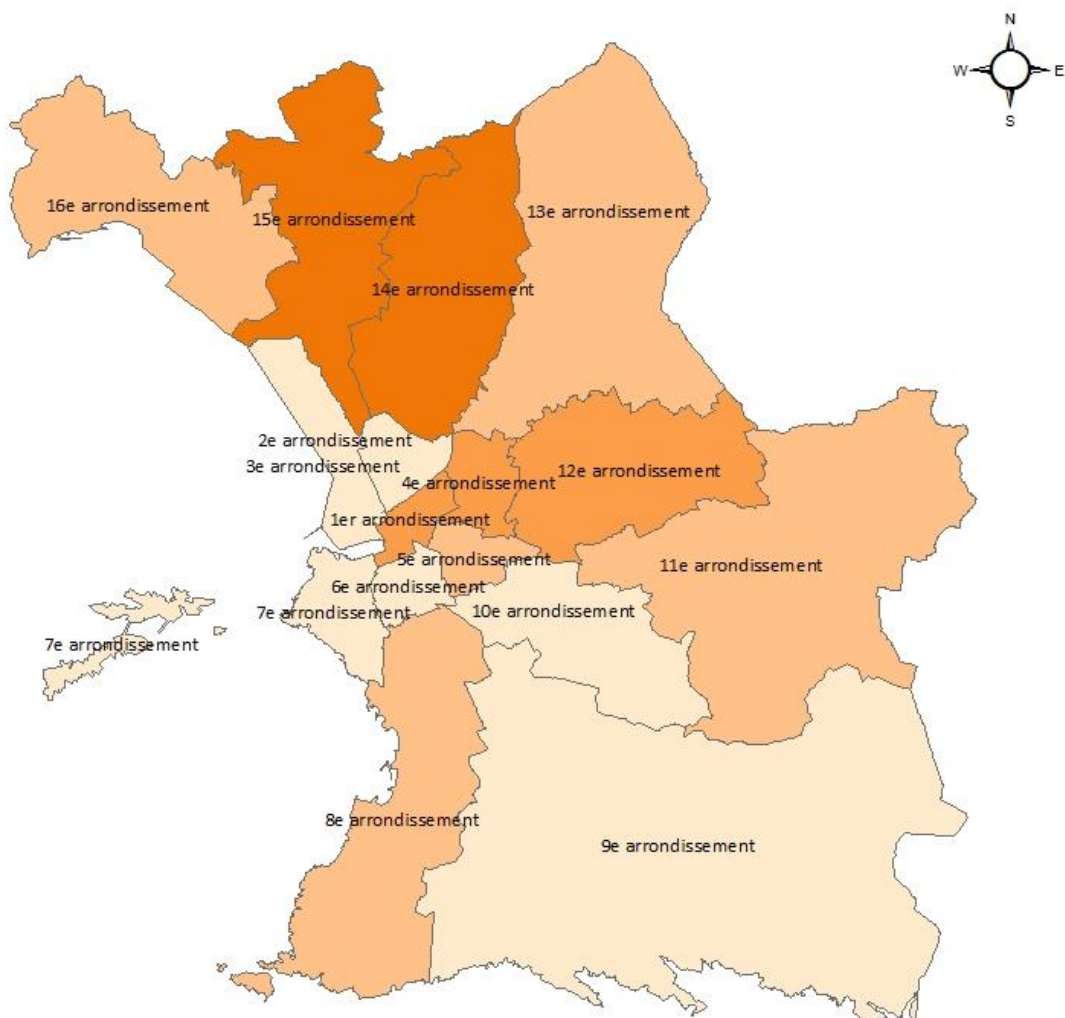 N
W E
S
16e arrondissement
15e arrondissement
13e arrondissement
14e arrondissement
2e arrondissement
3e arrondissement
4e arrondissement
12e arrondissement
1er arrondissement
5e arrondissement
11e arrondissement
6e arrondissement
7e arrondissement
10e arrondissement
7e arrondissement
8e arrondissement
9e arrondissement